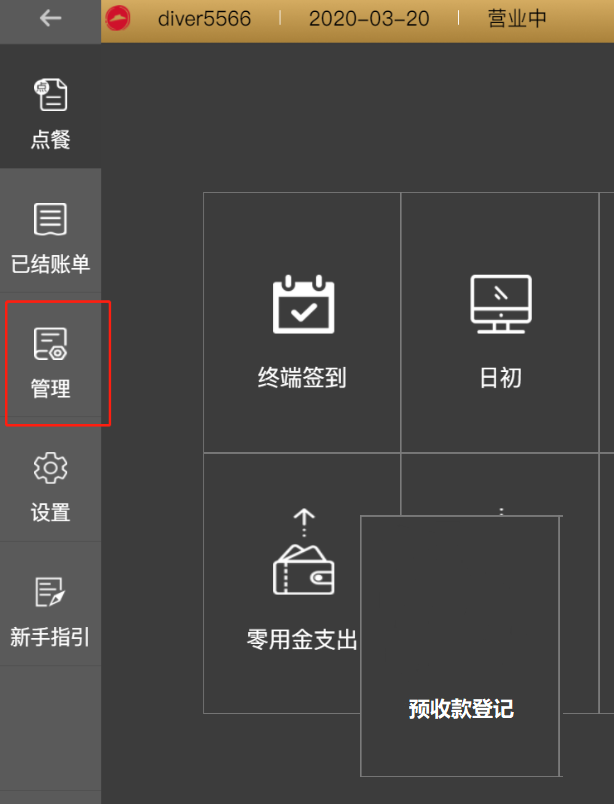 diver5566
2020-03-20
营业中
点
点餐
已结账单
管理
设置
新手指引
终端签到
日初
零用金支出
预收款登记